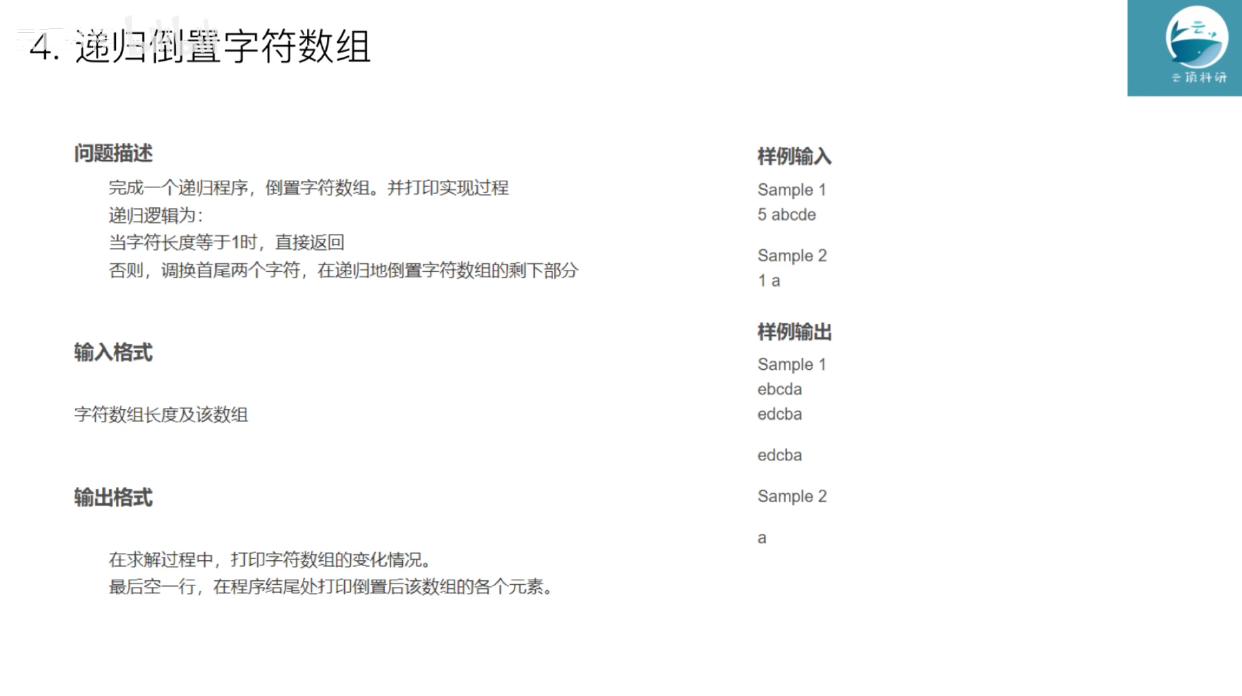 4. 递归倒置字符数组
云顶科研
问题描述
完成一个递归程序，倒置字符数组。并打印实现过程
递归逻辑为：
当字符长度等于1时，直接返回
否则，调换首尾两个字符，在递归地倒置字符数组的剩下部分
输入格式
字符数组长度及该数组
输出格式
在求解过程中，打印字符数组的变化情况。
最后空一行，在程序结尾处打印倒置后该数组的各个元素。
样例输入
Sample 1
5 abcde
Sample 2
1 a
样例输出
Sample 1
ebcda
edcba
edcba
Sample 2
a